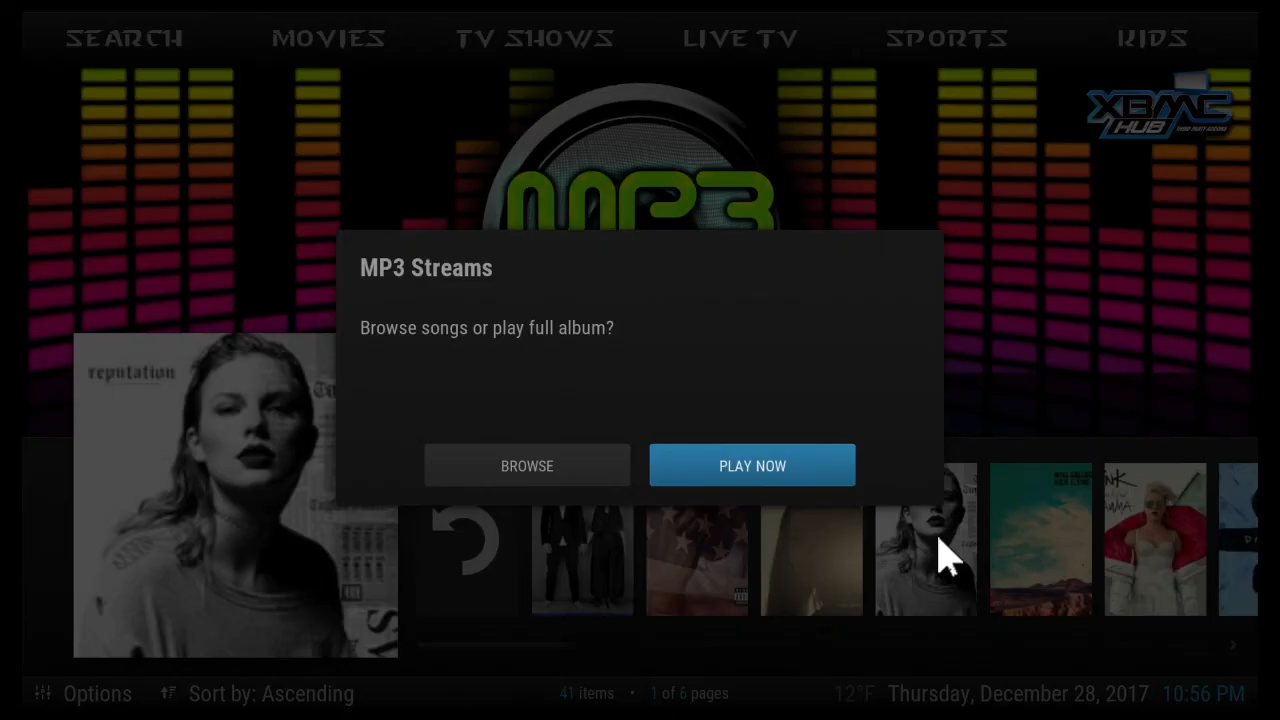 SEARCH MOVIES TV SHOWS LIVE TV SPORTS KIDS
XBMC
HUB
MP3
MP3 Streams
Browse songs or play full album?
reputation
BROWSE PLAY NOW
Options Sort by: Ascending 41 items • 1 of 6 pages 12°F Thursday, December 28, 2017 10:56 PM